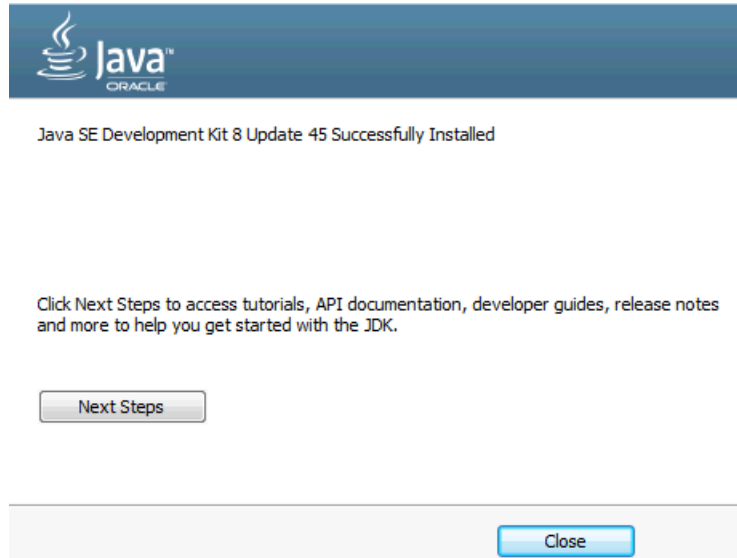 Java™
ORACLE
Java SE Development Kit 8 Update 45 Successfully Installed
Click Next Steps to access tutorials, API documentation, developer guides, release notes
and more to help you get started with the JDK.
Next Steps
Close